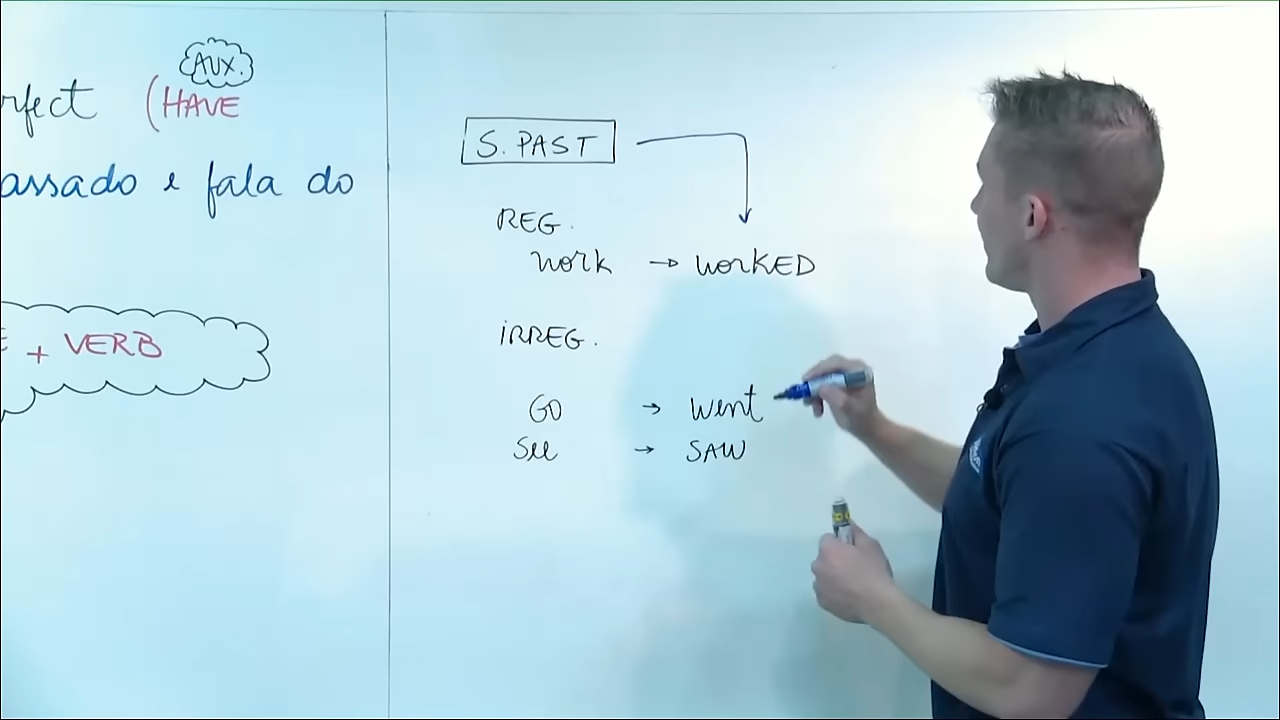 AUX.
rfect (HAVE
assado e fala do
+ VERB
S. PAST
REG.
work → workED
iRREG.
GO → went
See → SAW